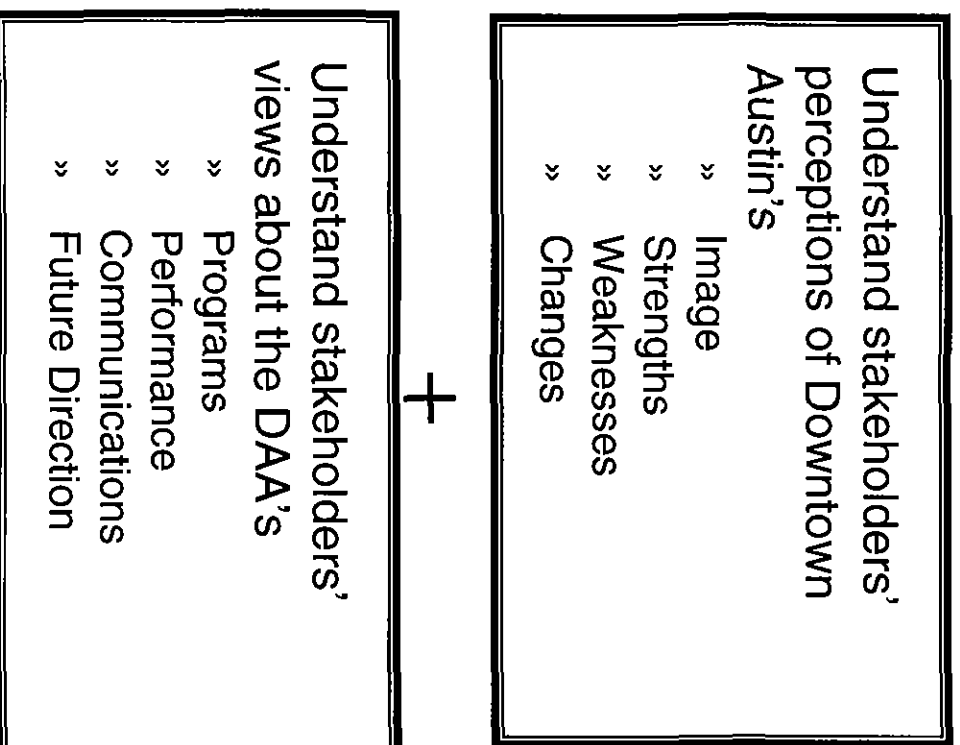 Understand stakeholders'
perceptions of Downtown
Austin's
» Image
» Strengths
» Weaknesses
» Changes
+
Understand stakeholders'
views about the DAA's
» Programs
» Performance
» Communications
» Future Direction